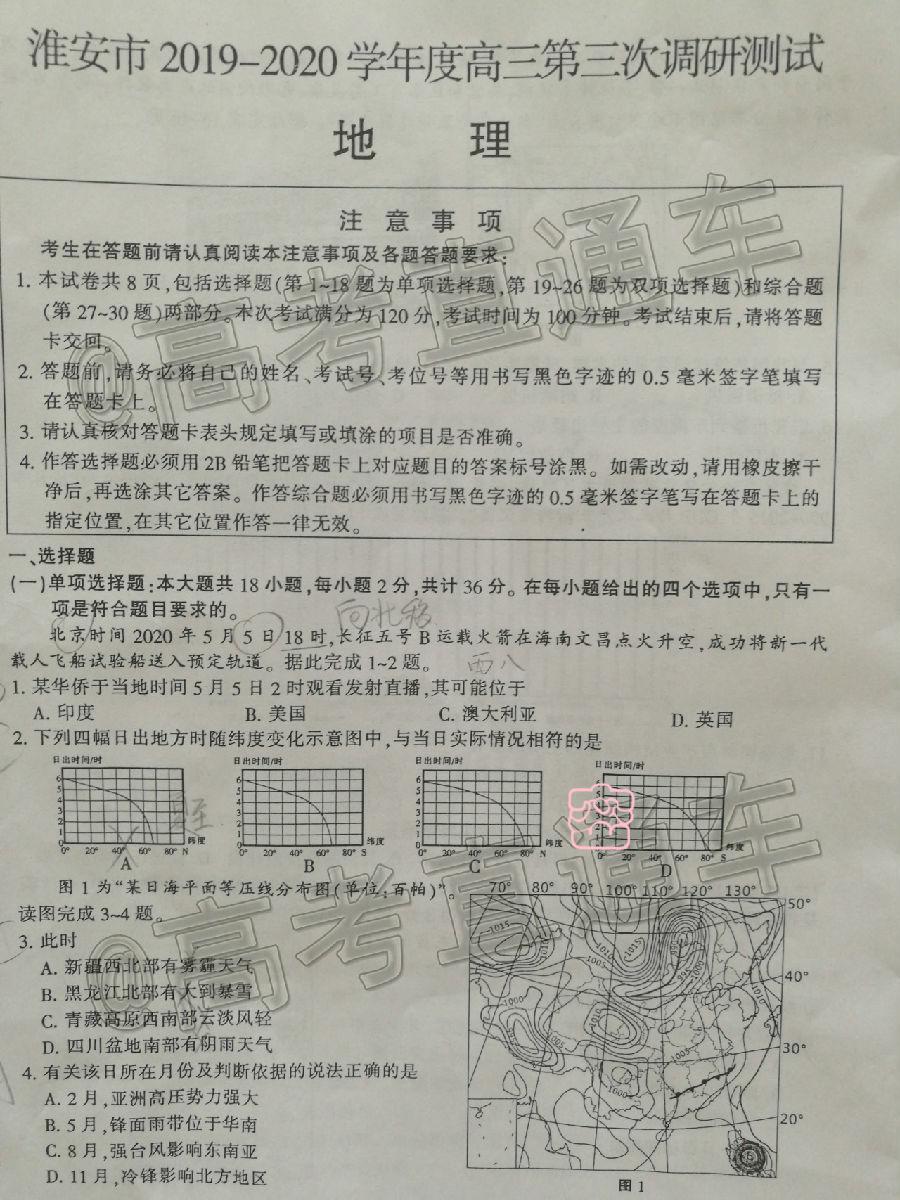 淮安市 2019-2020 学年度高三第三次调研测试
地 理
注 意 事 项
考生在答题前请认真阅读本注意事项及各题答题要求:
1. 本试卷共 8 页,包括选择题(第 1~18 题为单项选择题,第 19~26 题为双项选择题)和综合题
(第 27~30 题)两部分。本次考试满分为 120 分,考试时间为 100 分钟。考试结束后,请将答题
卡交回。
2. 答题前,请务必将自己的姓名、考试号、考位号等用书写黑色字迹的 0.5 毫米签字笔填写
在答题卡上。
3. 请认真核对答题卡表头规定填写或填涂的项目是否准确。
4. 作答选择题必须用 2B 铅笔把答题卡上对应题目的答案标号涂黑。如需改动,请用橡皮擦干
净后,再选涂其它答案。作答综合题必须用书写黑色字迹的 0.5 毫米签字笔写在答题卡上的
指定位置,在其它位置作答一律无效。
@高考直通车
一、选择题
(一)单项选择题:本大题共 18 小题,每小题 2 分,共计 36 分。在每小题给出的四个选项中,只有一
项是符合题目要求的。
向北移
北京时间 2020 年 5 月 5 日 18 时,长征五号 B 运载火箭在海南文昌点火升空,成功将新一代
载人飞船试验船送入预定轨道。据此完成 1~2 题。
西八
1. 某华侨于当地时间 5 月 5 日 2 时观看发射直播,其可能位于
A. 印度 B. 美国 C. 澳大利亚 D. 英国
2. 下列四幅日出地方时随纬度变化示意图中,与当日实际情况相符的是
日出时间/时 日出时间/时 日出时间/时 日出时间/时
6 6 6 6
5 5 5 5
4 4 4
3 3 3
2 2 2
1 1 1
纬度 纬度 纬度 纬度
0° 20° 40° 60° 80° N 0° 20° 40° 60° 80° S 0° 20° 40° 60° 80° N 0° 20° 40° 60° 80° S
A B C D
@高考直通车
图 1 为“某日海平面等压线分布图(单位:百帕)”。
读图完成 3~4 题。
3. 此时
A. 新疆西北部有雾霾天气
B. 黑龙江北部有大到暴雪
C. 青藏高原西南部云淡风轻
D. 四川盆地南部有阴雨天气
4. 有关该日所在月份及判断依据的说法正确的是
A. 2 月,亚洲高压势力强大
B. 5 月,锋面雨带位于华南
C. 8 月,强台风影响东南亚
D. 11 月,冷锋影响北方地区
70° 80° 90° 100° 110° 120° 130°
50°
40°
30°
20°
1015
1015
1005
1000
1010
1005
1000
1010
图 1